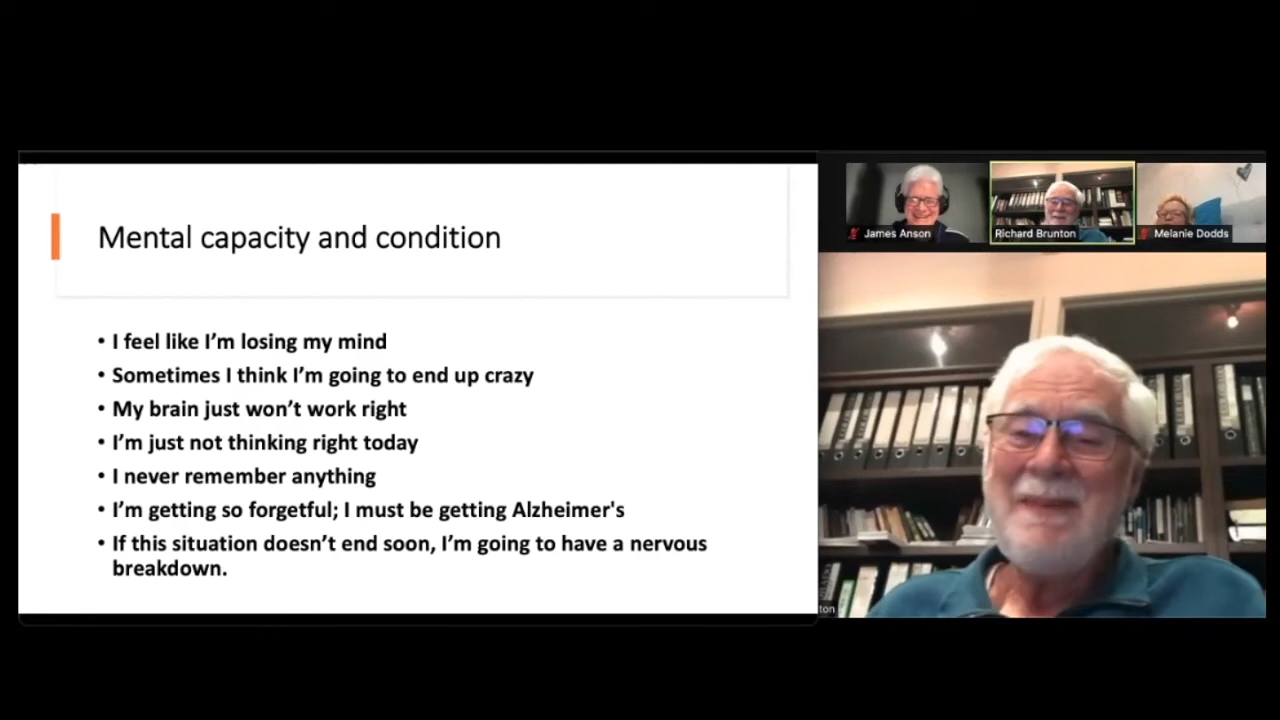 Mental capacity and condition
• I feel like I’m losing my mind
• Sometimes I think I’m going to end up crazy
• My brain just won’t work right
• I’m just not thinking right today
• I never remember anything
• I’m getting so forgetful; I must be getting Alzheimer's
• If this situation doesn’t end soon, I’m going to have a nervous
breakdown.
James Anson
Richard Brunton
Melanie Dodds
ton